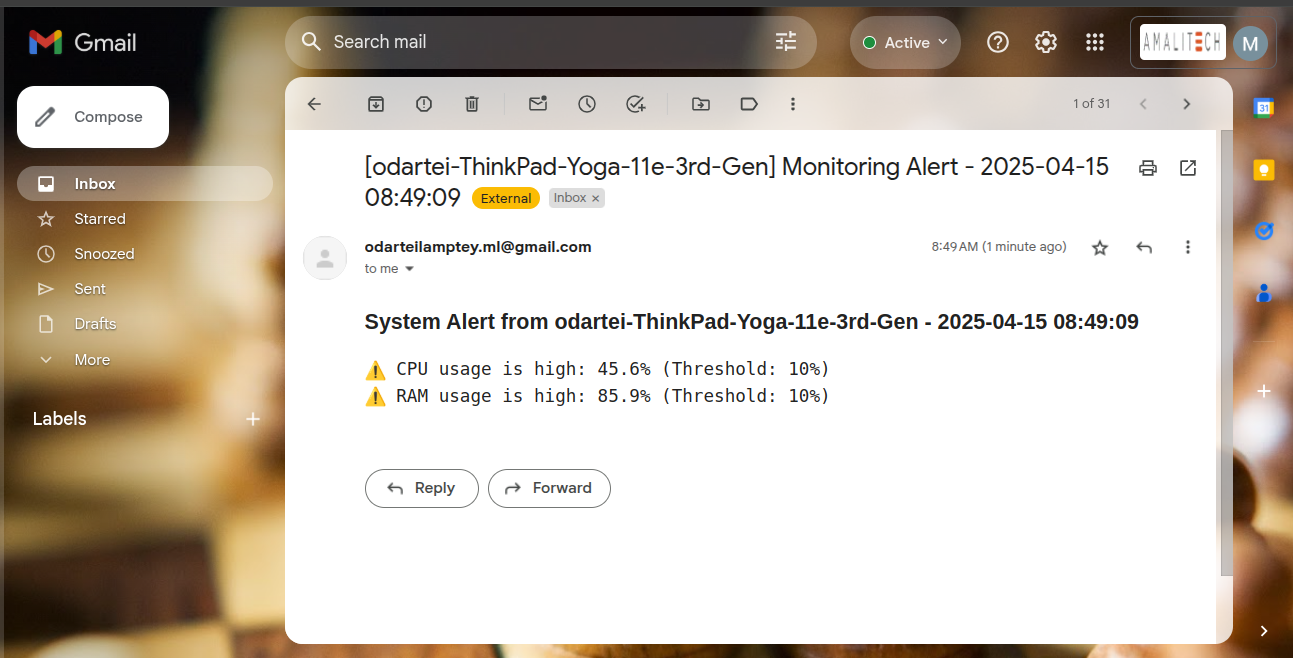 Gmail
Search mail
Active
AMALITECH
M
Compose
1 of 31
31
Inbox
Starred
Snoozed
Sent
Drafts
More
Labels
[odartei-ThinkPad-Yoga-11e-3rd-Gen] Monitoring Alert - 2025-04-15
08:49:09 External Inbox ×
odarteilamptey.ml@gmail.com
8:49 AM (1 minute ago)
to me
System Alert from odartei-ThinkPad-Yoga-11e-3rd-Gen - 2025-04-15 08:49:09
⚠️ CPU usage is high: 45.6% (Threshold: 10%)
⚠️ RAM usage is high: 85.9% (Threshold: 10%)
Reply
Forward